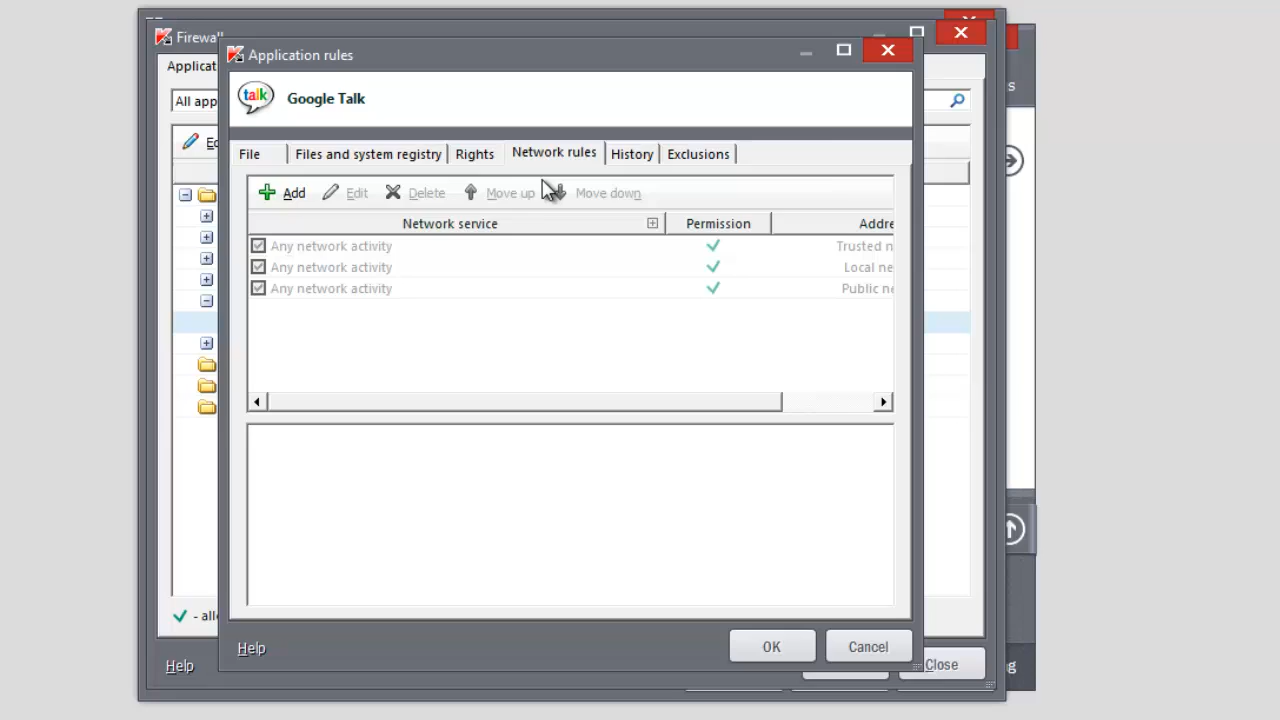 Firewall
Application rules
Applicat
talk Google Talk
s
All app
Ed
File Files and system registry Rights Network rules History Exclusions
Add Edit Delete Move up Move down
Network service Permission Addre
Any network activity Trusted n
Any network activity Local ne
Any network activity Public ne
- all
Help OK Cancel
Help Close g